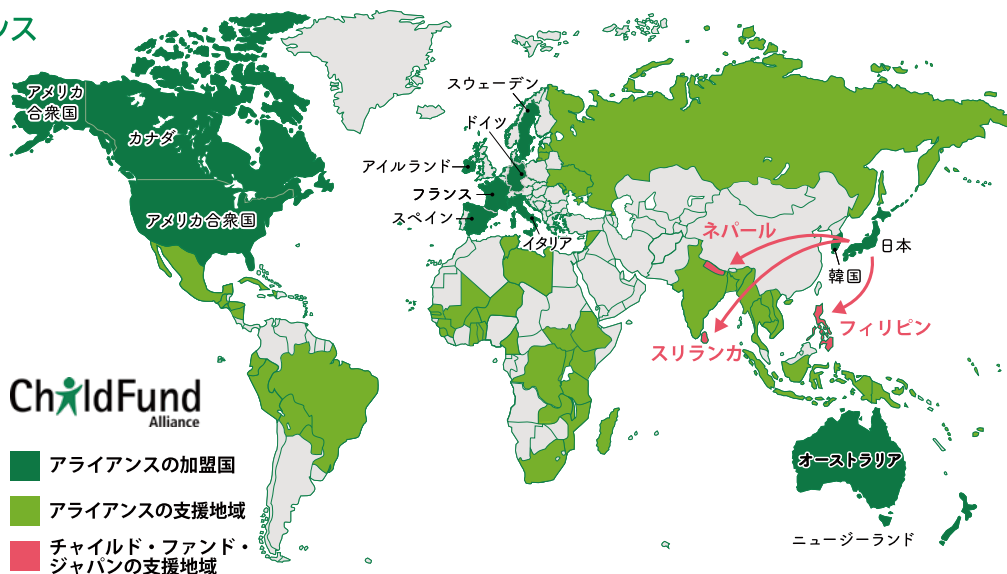 ンス
アメリカ
合衆国
カナダ
アメリカ合衆国
スウェーデン
ドイツ
アイルランド
フランス
スペイン
イタリア
ネパール
日本
韓国
フィリピン
スリランカ
オーストラリア
ニュージーランド
ChildFund
Alliance
アライアンスの加盟国
アライアンスの支援地域
チャイルド・ファンド・
ジャパンの支援地域